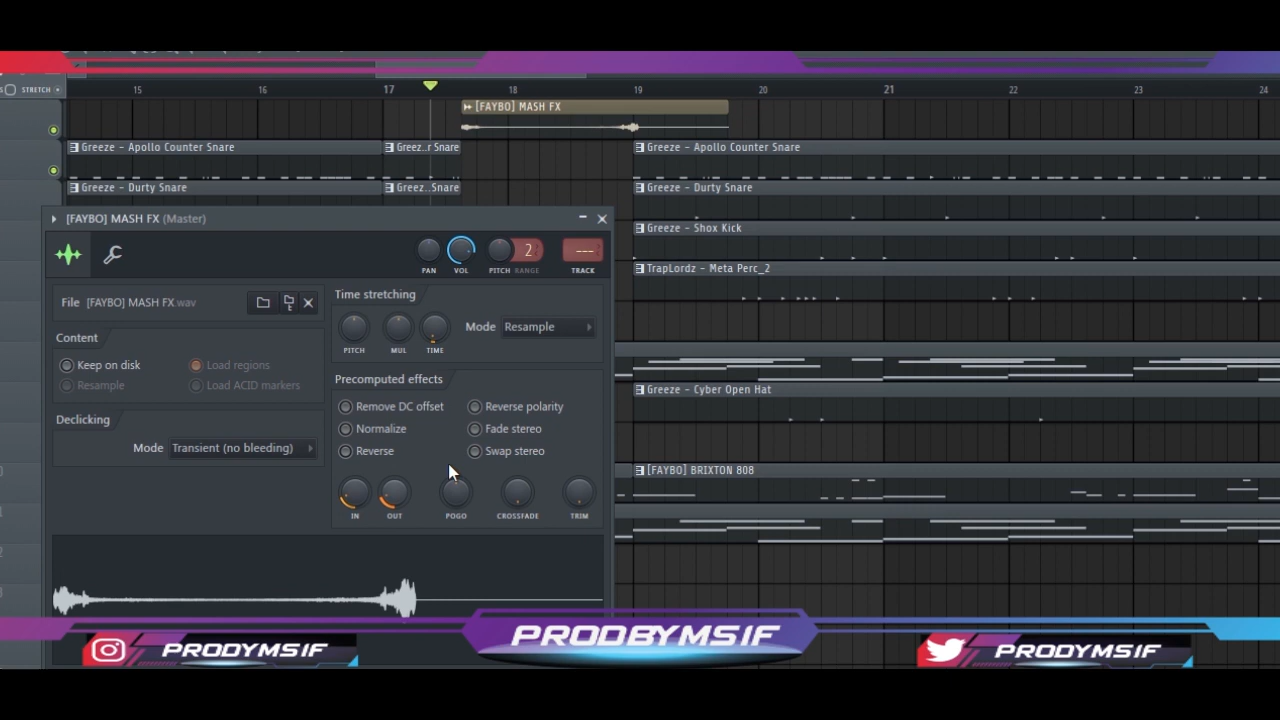 STRETCH
15 16 17 18 19 20 21 22 23 24
[FAYBO] MASH FX
Greeze - Apollo Counter Snare
Greez..r Snare
Greeze - Apollo Counter Snare
Greeze - Durty Snare
Greez..Snare
Greeze - Durty Snare
[FAYBO] MASH FX (Master)
Greeze - Shox Kick
2
---
PAN VOL PITCH RANGE TRACK
TrapLordz - Meta Perc_2
File [FAYBO] MASH FX.wav
Time stretching
Mode Resample
PITCH MUL TIME
Content
Keep on disk
Load regions
Resample
Load ACID markers
Precomputed effects
Greeze - Cyber Open Hat
Remove DC offset
Reverse polarity
Declicking
Normalize
Fade stereo
Mode Transient (no bleeding)
Reverse
Swap stereo
[FAYBO] BRIXTON 808
IN OUT POGO CROSSFADE TRIM
PRODBYMSIF
PRODYMSIF
PRODYMSIF